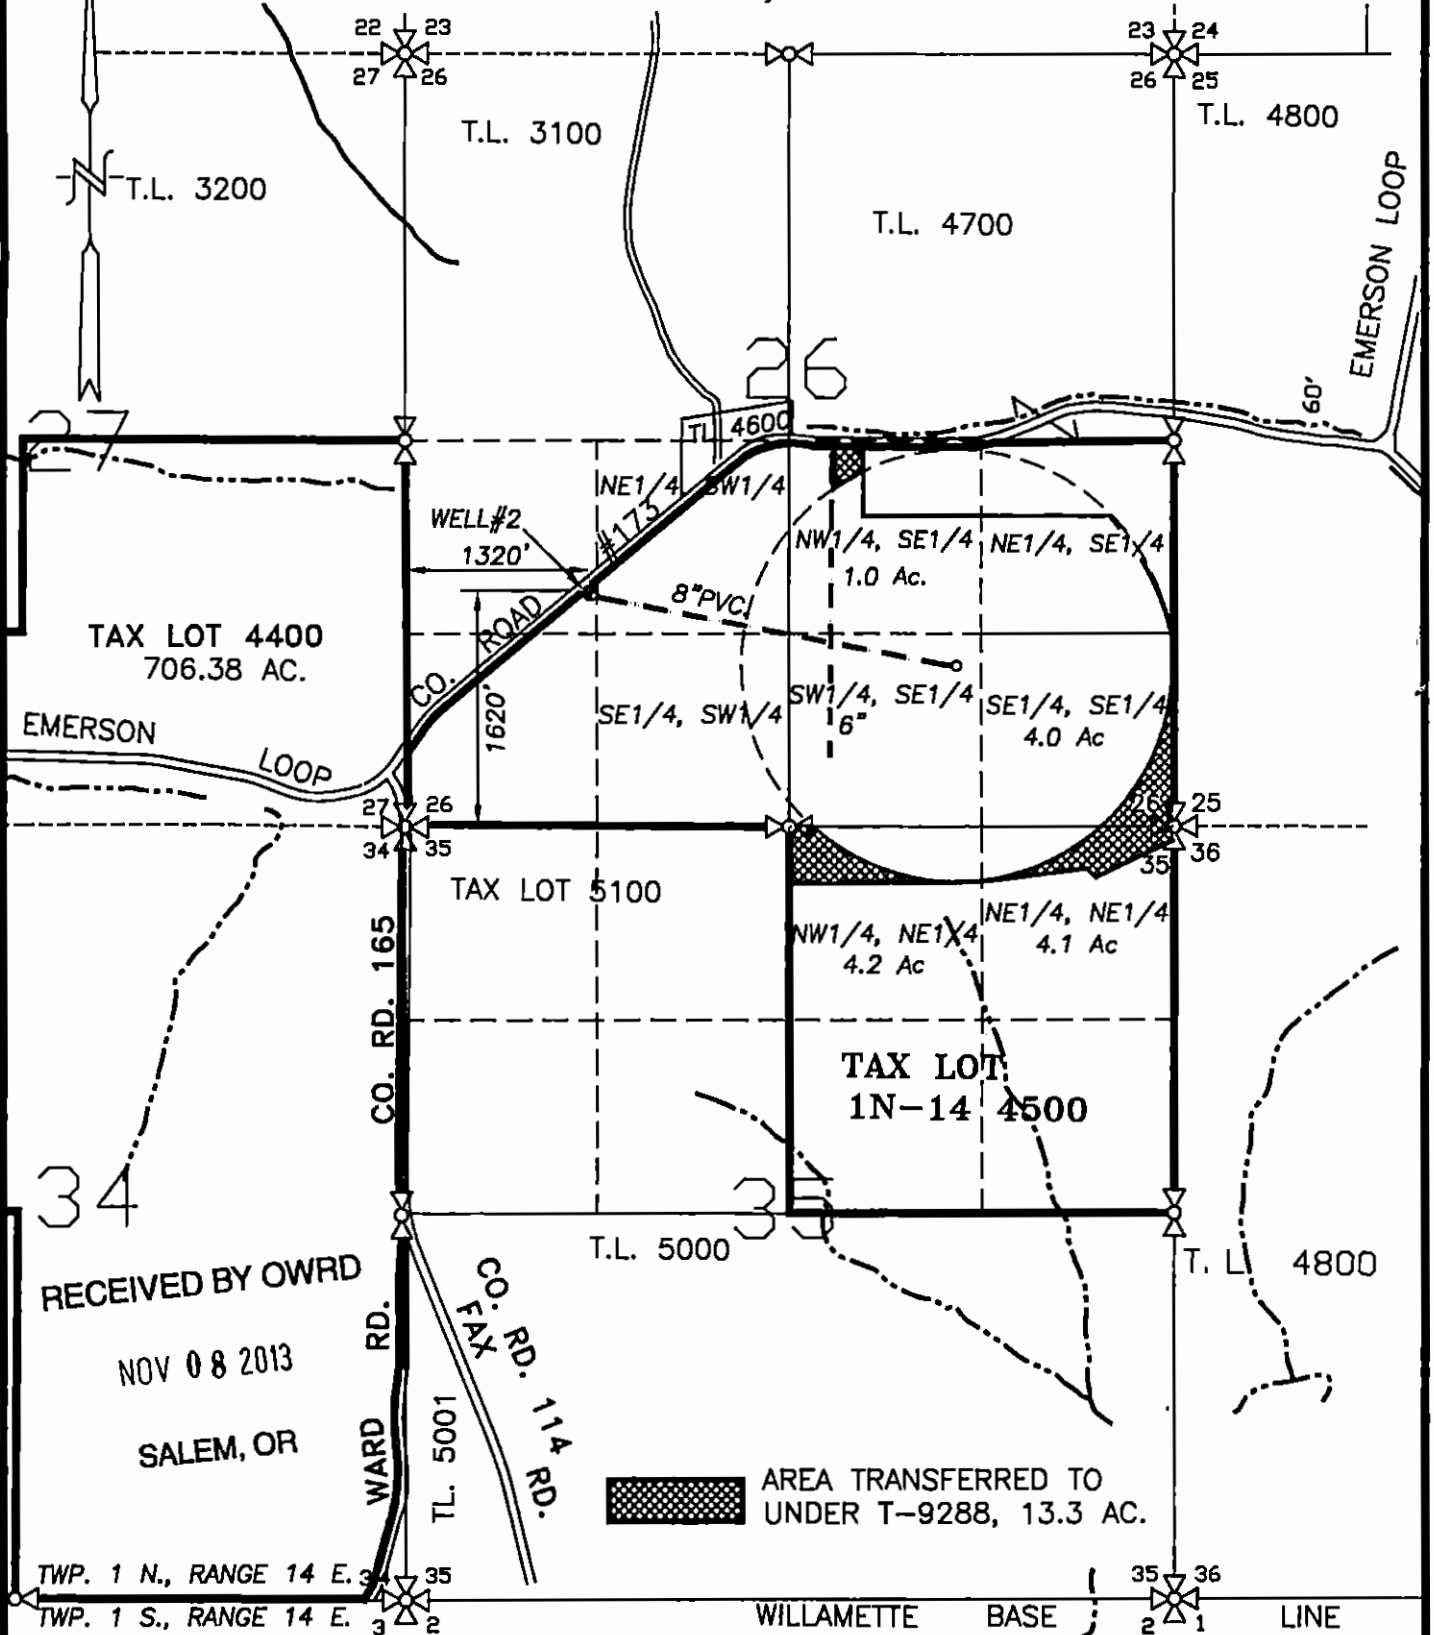 22 23
27 26
23 24
26 25
T.L. 3100
T.L. 4800
N
T.L. 3200
T.L. 4700
EMERSON LOOP
26
60'
27
TL 4600
NE1/4, SW1/4
WELL#2
1320'
#173
NW1/4, SE1/4
1.0 Ac.
NE1/4, SE1/4
8"PVC
CO. ROAD
TAX LOT 4400
706.38 AC.
1620'
SE1/4, SW1/4
SW1/4, SE1/4
6"
SE1/4, SE1/4
4.0 Ac
EMERSON LOOP
27 26
34 35
26 25
35 36
TAX LOT 5100
NW1/4, NE1/4
4.2 Ac
NE1/4, NE1/4
4.1 Ac
CO. RD. 165
TAX LOT
1N-14 4500
34
35
T.L. 5000
T. L 4800
RECEIVED BY OWRD
NOV 08 2013
SALEM, OR
WARD RD.
TL. 5001
CO. RD. 114
FAX RD.
AREA TRANSFERRED TO
UNDER T-9288, 13.3 AC.
TWP. 1 N., RANGE 14 E.
34 35
TWP. 1 S., RANGE 14 E.
3 2
WILLAMETTE BASE LINE
35 36
2 1